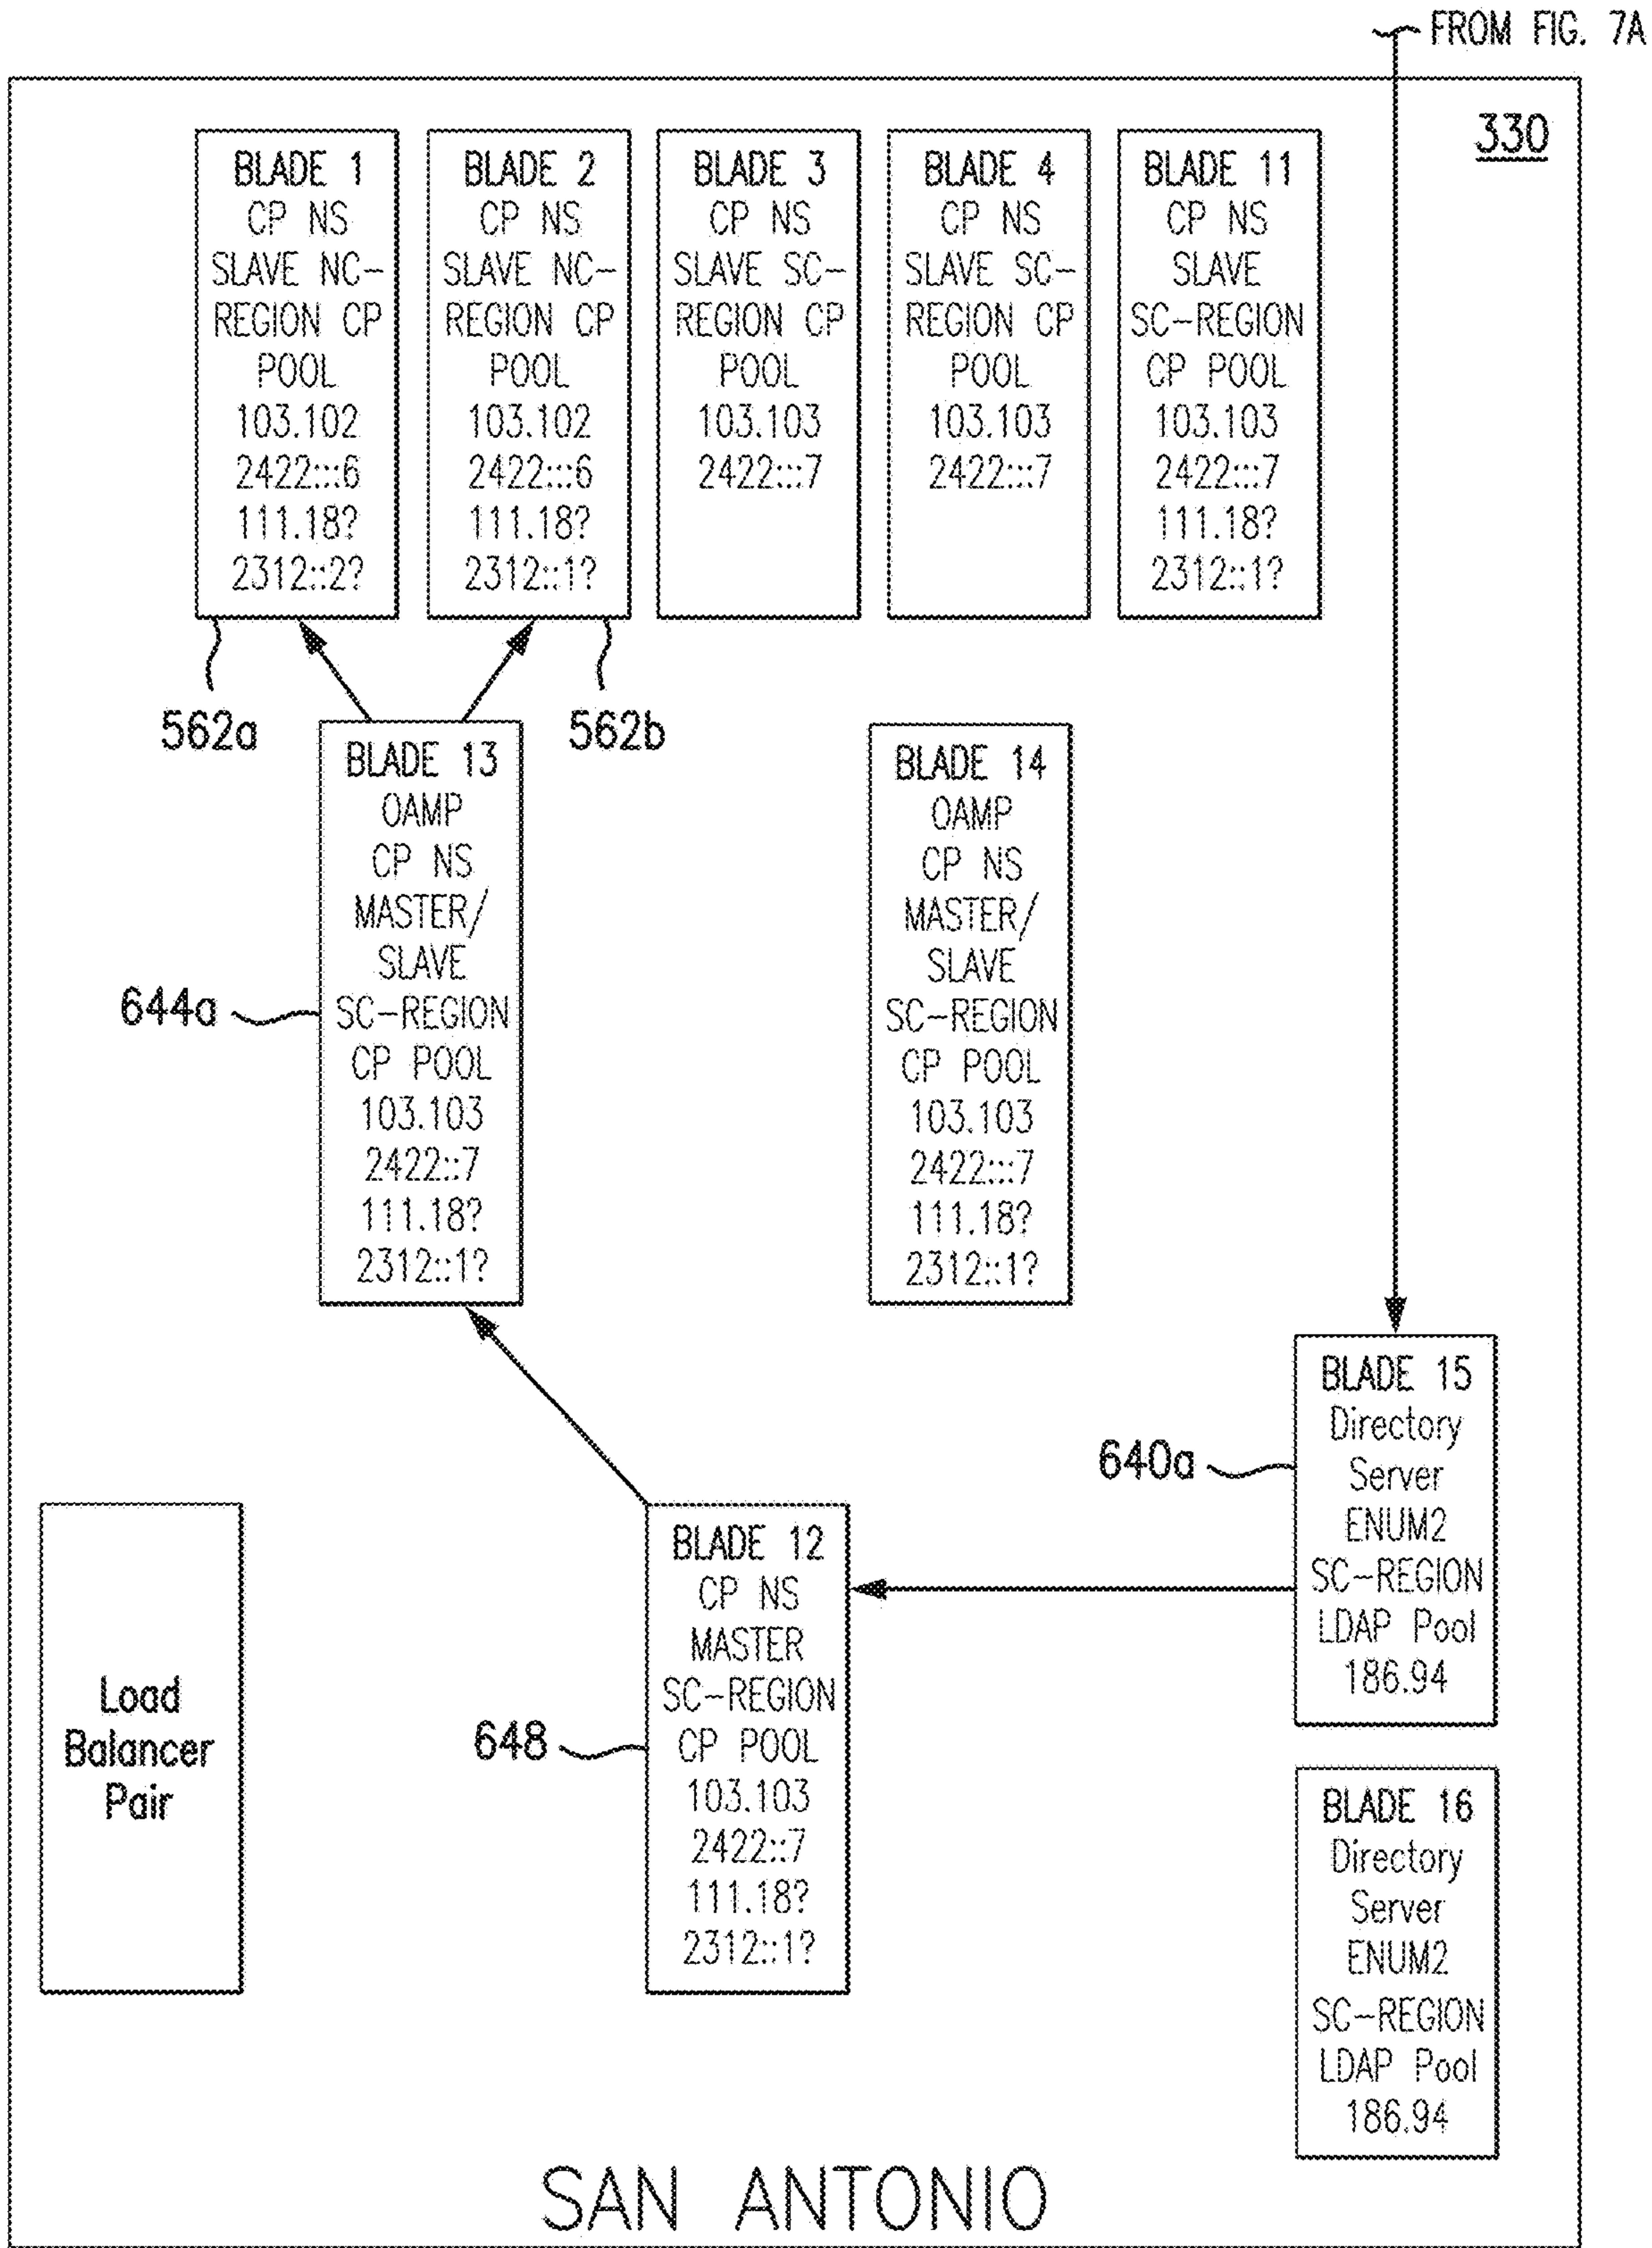 FROM FIG. 7A
330
BLADE 1
CP NS
SLAVE NC-
REGION CP
POOL
103.102
2422:::6
111.18?
2312::2?
BLADE 2
CP NS
SLAVE NC-
REGION CP
POOL
103.102
2422:::6
111.18?
2312::1?
BLADE 3
CP NS
SLAVE SC-
REGION CP
POOL
103.103
2422:::7
BLADE 4
CP NS
SLAVE SC-
REGION CP
POOL
103.103
2422:::7
BLADE 11
CP NS
SLAVE
SC-REGION
CP POOL
103.103
2422:::7
111.18?
2312::1?
562a
562b
BLADE 13
OAMP
CP NS
MASTER/
SLAVE
SC-REGION
CP POOL
103.103
2422::7
111.18?
2312::1?
644a
BLADE 14
OAMP
CP NS
MASTER/
SLAVE
SC-REGION
CP POOL
103.103
2422:::7
111.18?
2312::1?
BLADE 15
Directory
Server
ENUM2
SC-REGION
LDAP Pool
186.94
640a
Load
Balancer
Pair
BLADE 12
CP NS
MASTER
SC-REGION
CP POOL
103.103
2422::7
111.18?
2312::1?
648
BLADE 16
Directory
Server
ENUM2
SC-REGION
LDAP Pool
186.94
SAN ANTONIO